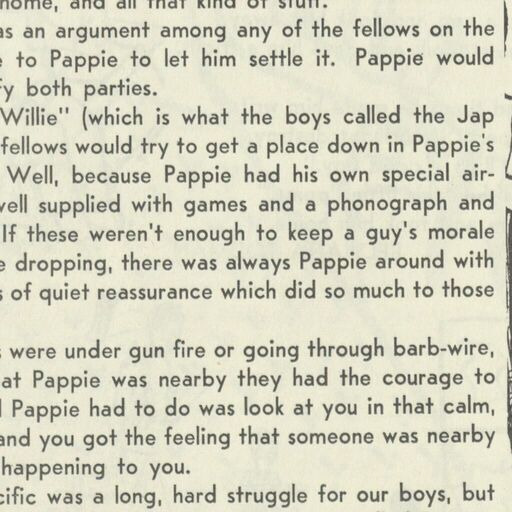 home, and all that kind of stuff.
as an argument among any of the fellows on the
to Pappie to let him settle it. Pappie would
fy both parties.
Willie" (which is what the boys called the Jap
fellows would try to get a place down in Pappie's
Well, because Pappie had his own special air-
well supplied with games and a phonograph and
If these weren't enough to keep a guy's morale
e dropping, there was always Pappie around with
s of quiet reassurance which did so much to those
were under gun fire or going through barb-wire,
at Pappie was nearby they had the courage to
Pappie had to do was look at you in that calm,
and you got the feeling that someone was nearby
happening to you.
cific was a long, hard struggle for our boys, but